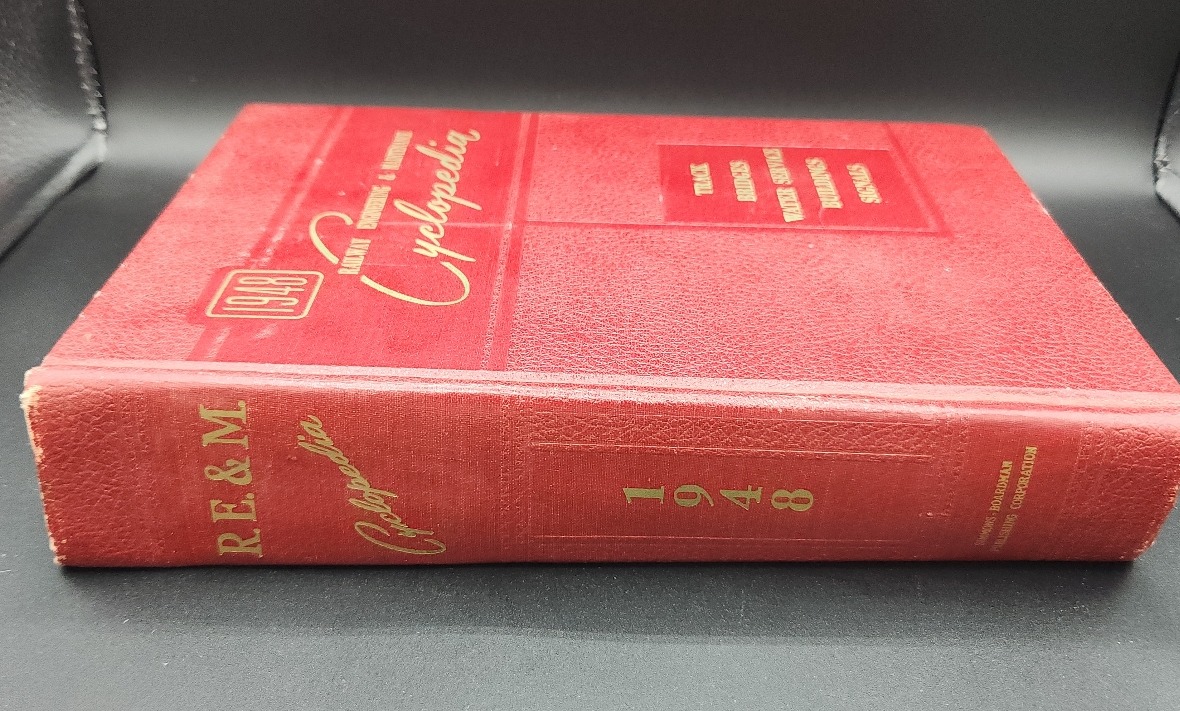 1948
RAILWAY ENGINEERING & MAINTENANCE
Cyclopedia
TRACK
BRIDGES
WATER SERVICE
BUILDINGS
SIGNALS
R.E.& M.
Cyclopedia
1948
SIMMONS-BOARDMAN
PUBLISHING CORPORATION